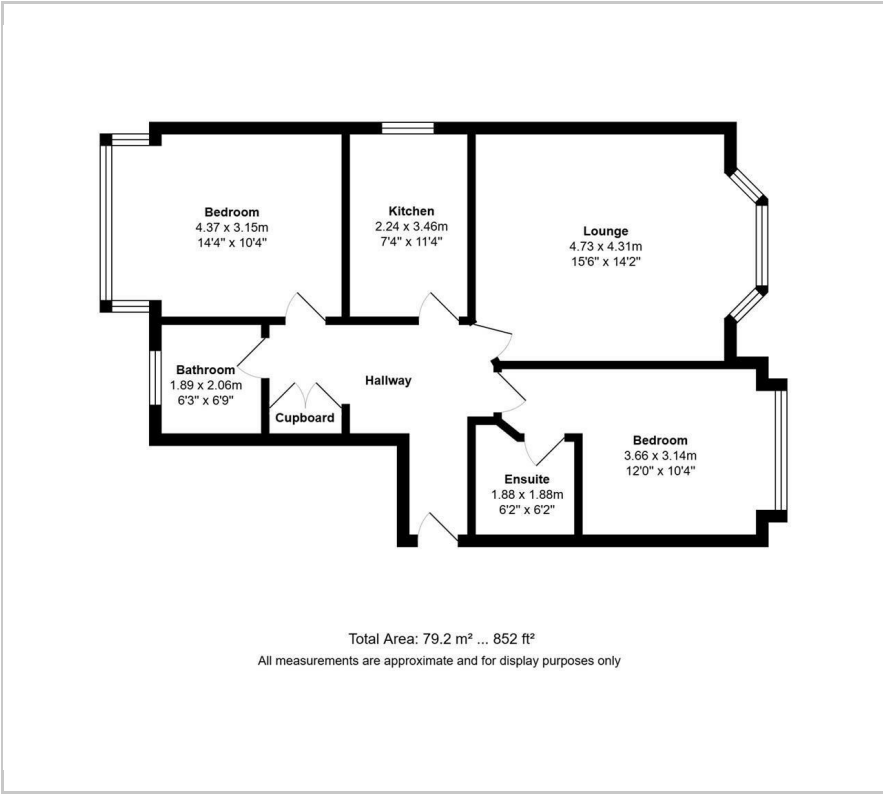 Bedroom
4.37 x 3.15m
14'4" x 10'4"
Kitchen
2.24 x 3.46m
7'4" x 11'4"
Lounge
4.73 x 4.31m
15'6" x 14'2"
Bathroom
1.89 x 2.06m
6'3" x 6'9"
Hallway
Cupboard
Ensuite
1.88 x 1.88m
6'2" x 6'2"
Bedroom
3.66 x 3.14m
12'0" x 10'4"
Total Area: 79.2 m² ... 852 ft²
All measurements are approximate and for display purposes only